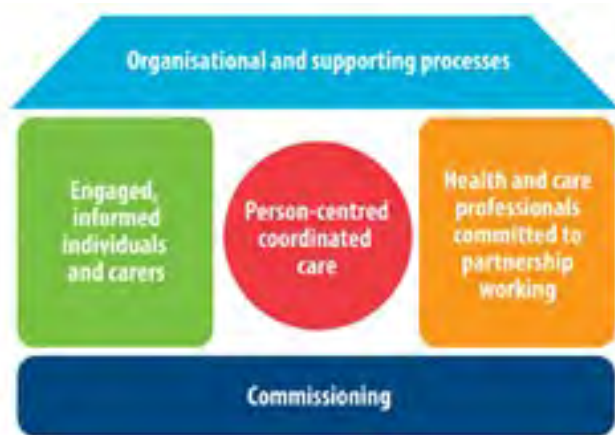 Organisational and supporting processes
Engaged,
informed
individuals
and carers
Person-centred
coordinated
care
Health and care
professionals
committed to
partnership
working
Commissioning